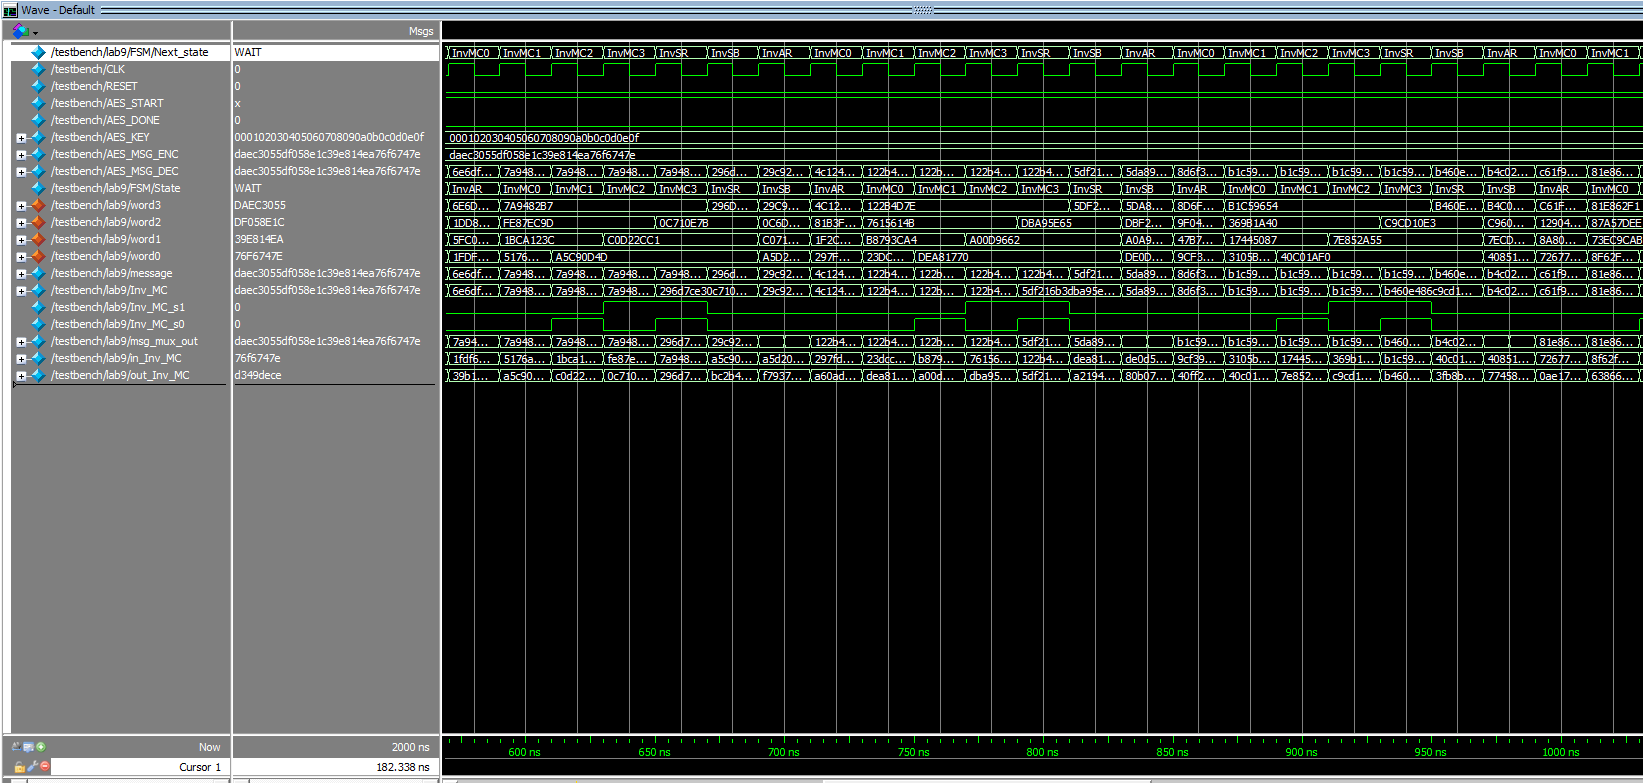 Wave - Default
Msgs
/testbench/lab9/FSM/Next_state WAIT InvMC0 InvMC1 InvMC2 InvMC3 InvSR InvSB InvAR InvMC0 InvMC1 InvMC2 InvMC3 InvSR InvSB InvAR InvMC0 InvMC1 InvMC2 InvMC3 InvSR InvSB InvAR InvMC0 InvMC1
/testbench/CLK 0
/testbench/RESET 0
/testbench/AES_START x
/testbench/AES_DONE 0
/testbench/AES_KEY 000102030405060708090a0b0c0d0e0f 000102030405060708090a0b0c0d0e0f
/testbench/AES_MSG_ENC daec3055df058e1c39e814ea76f6747e daec3055df058e1c39e814ea76f6747e
/testbench/AES_MSG_DEC daec3055df058e1c39e814ea76f6747e 6e6df... 7a948... 7a948... 7a948... 7a948... 296d... 29c92... 4c124... 122b4... 122b... 122b4... 122b4... 5df21... 5da89... 8d6f3... b1c59... b1c59... b1c59... b1c59... b460e... b4c02... c61f9... 81e86...
/testbench/lab9/FSM/State WAIT InvAR InvMC0 InvMC1 InvMC2 InvMC3 InvSR InvSB InvAR InvMC0 InvMC1 InvMC2 InvMC3 InvSR InvSB InvAR InvMC0 InvMC1 InvMC2 InvMC3 InvSR InvSB InvAR InvMC0
/testbench/lab9/word3 DAEC3055 6E6D... 7A9482B7 296D... 29C9... 4C12... 122B4D7E 5DF2... 5DA8... 8D6F... B1C59654 B460E... B4C0... C61F... 81E862F1
/testbench/lab9/word2 DF058E1C 1DD8... FE87EC9D 0C710E7B 0C6D... 81B3F... 7615614B DBA95E65 DBF2... 9F04... 369B1A40 C9CD10E3 C960... 12904... 87A57DEE
/testbench/lab9/word1 39E814EA 5FC0... 1BCA123C C0D22CC1 C071... 1F2C... B8793CA4 A00D9662 A0A9... 47B7... 17445087 7E852A55 7ECD... 8A80... 73EC9CAB
/testbench/lab9/word0 76F6747E 1FDF... 5176... A5C90D4D A5D2... 297F... 23DC... DEA81770 DE0D... 9CF3... 3105B... 40C01AF0 40851... 72677... 8F62F...
/testbench/lab9/message daec3055df058e1c39e814ea76f6747e 6e6df... 7a948... 7a948... 7a948... 7a948... 296d... 29c92... 4c124... 122b4... 122b... 122b4... 122b4... 5df21... 5da89... 8d6f3... b1c59... b1c59... b1c59... b1c59... b460e... b4c02... c61f9... 81e86...
/testbench/lab9/Inv_MC daec3055df058e1c39e814ea76f6747e 6e6df... 7a948... 7a948... 7a948... 296d7ce30c710... 29c92... 4c124... 122b4... 122b... 122b4... 5df216b3dba95e... 5da89... 8d6f3... b1c59... b1c59... b1c59... b460e486c9cd1... b4c02... c61f9... 81e86...
/testbench/lab9/Inv_MC_s1 0
/testbench/lab9/Inv_MC_s0 0
/testbench/lab9/msg_mux_out daec3055df058e1c39e814ea76f6747e 7a94... 7a948... 7a948... 7a948... 296d7... 29c92... 122b4... 122b4... 122b... 122b4... 5df21... 5da89... b1c59... b1c59... b1c59... b1c59... b460... b4c02... 81e86... 81e86...
/testbench/lab9/in_Inv_MC 76f6747e 1fdf6... 5176a... 1bca1... fe87e... 7a948... a5c90... a5d20... 297fd... 23ddc... b879... 76156... 122b4... dea81... de0d5... 9cf39... 3105b... 17445... 369b1... b1c59... 40c01... 40851... 72677... 8f62f...
/testbench/lab9/out_Inv_MC d349dece 39b1... a5c90... c0d22... 0c710... 296d7... bc2b4... f7937... a60ad... dea81... a00d... dba95... 5df21... a2194... 80b07... 40ff2... 40c01... 7e852... c9cd1... b460... 3fb8b... 77458... 0ae17... 63866...
Now 2000 ns 600 ns 650 ns 700 ns 750 ns 800 ns 850 ns 900 ns 950 ns 1000 ns
Cursor 1 182.338 ns